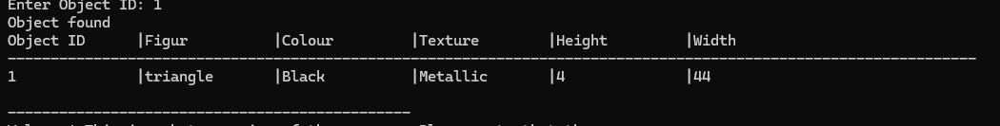 Enter Object ID: 1
Object found
Object ID |Figur |Colour |Texture |Height |Width
1 |triangle |Black |Metallic |4 |44